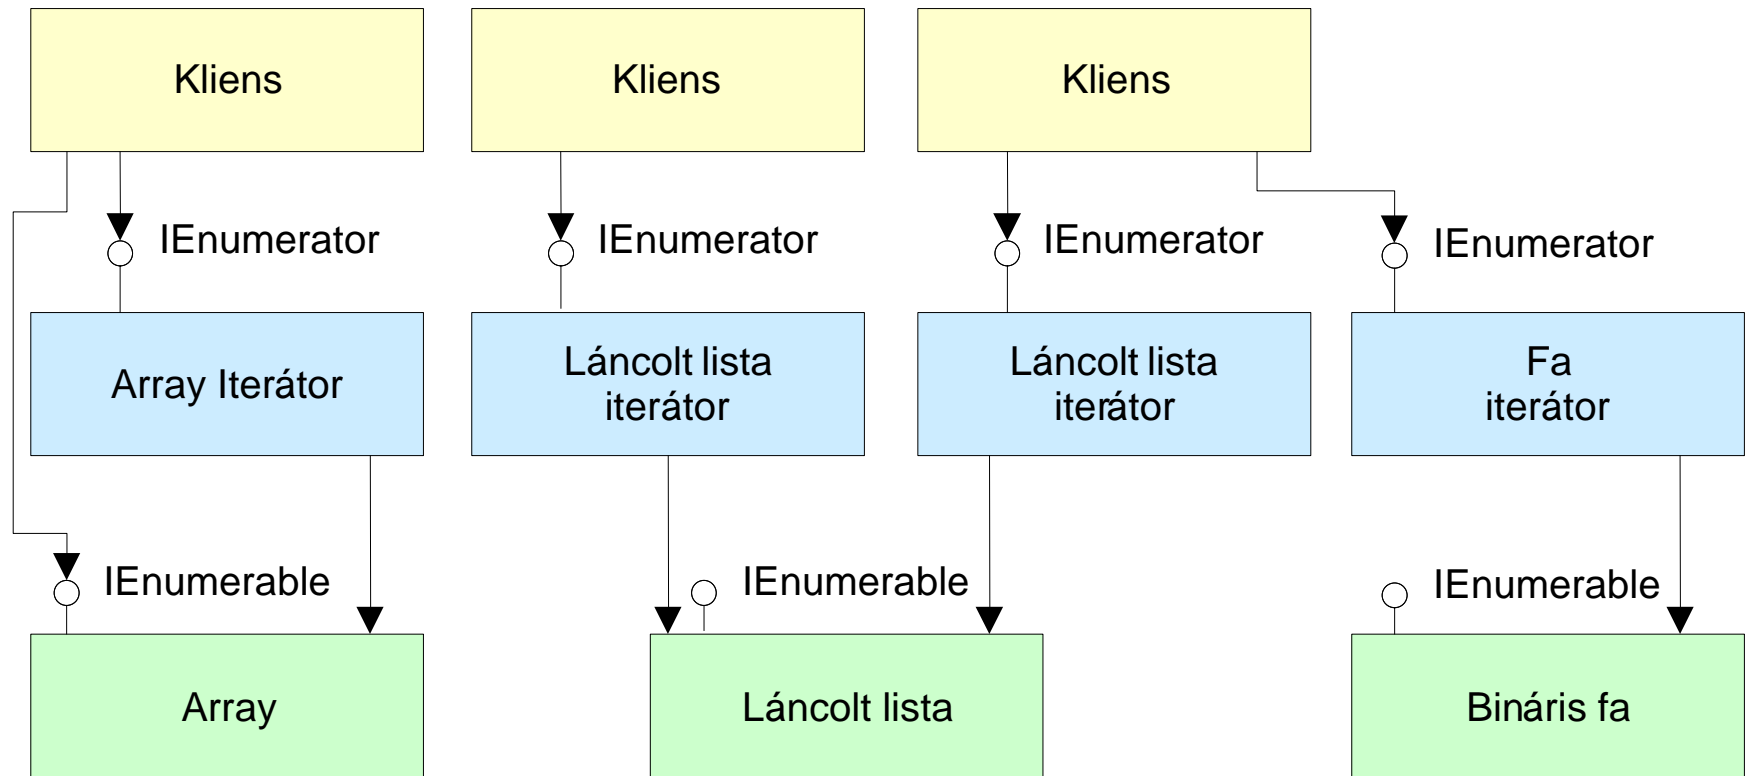 Kliens
Kliens
Kliens
IEnumerator
IEnumerator
IEnumerator
IEnumerator
Array Iterátor
Láncolt lista
iterátor
Láncolt lista
iterátor
Fa
iterátor
IEnumerable
IEnumerable
IEnumerable
Array
Láncolt lista
Bináris fa